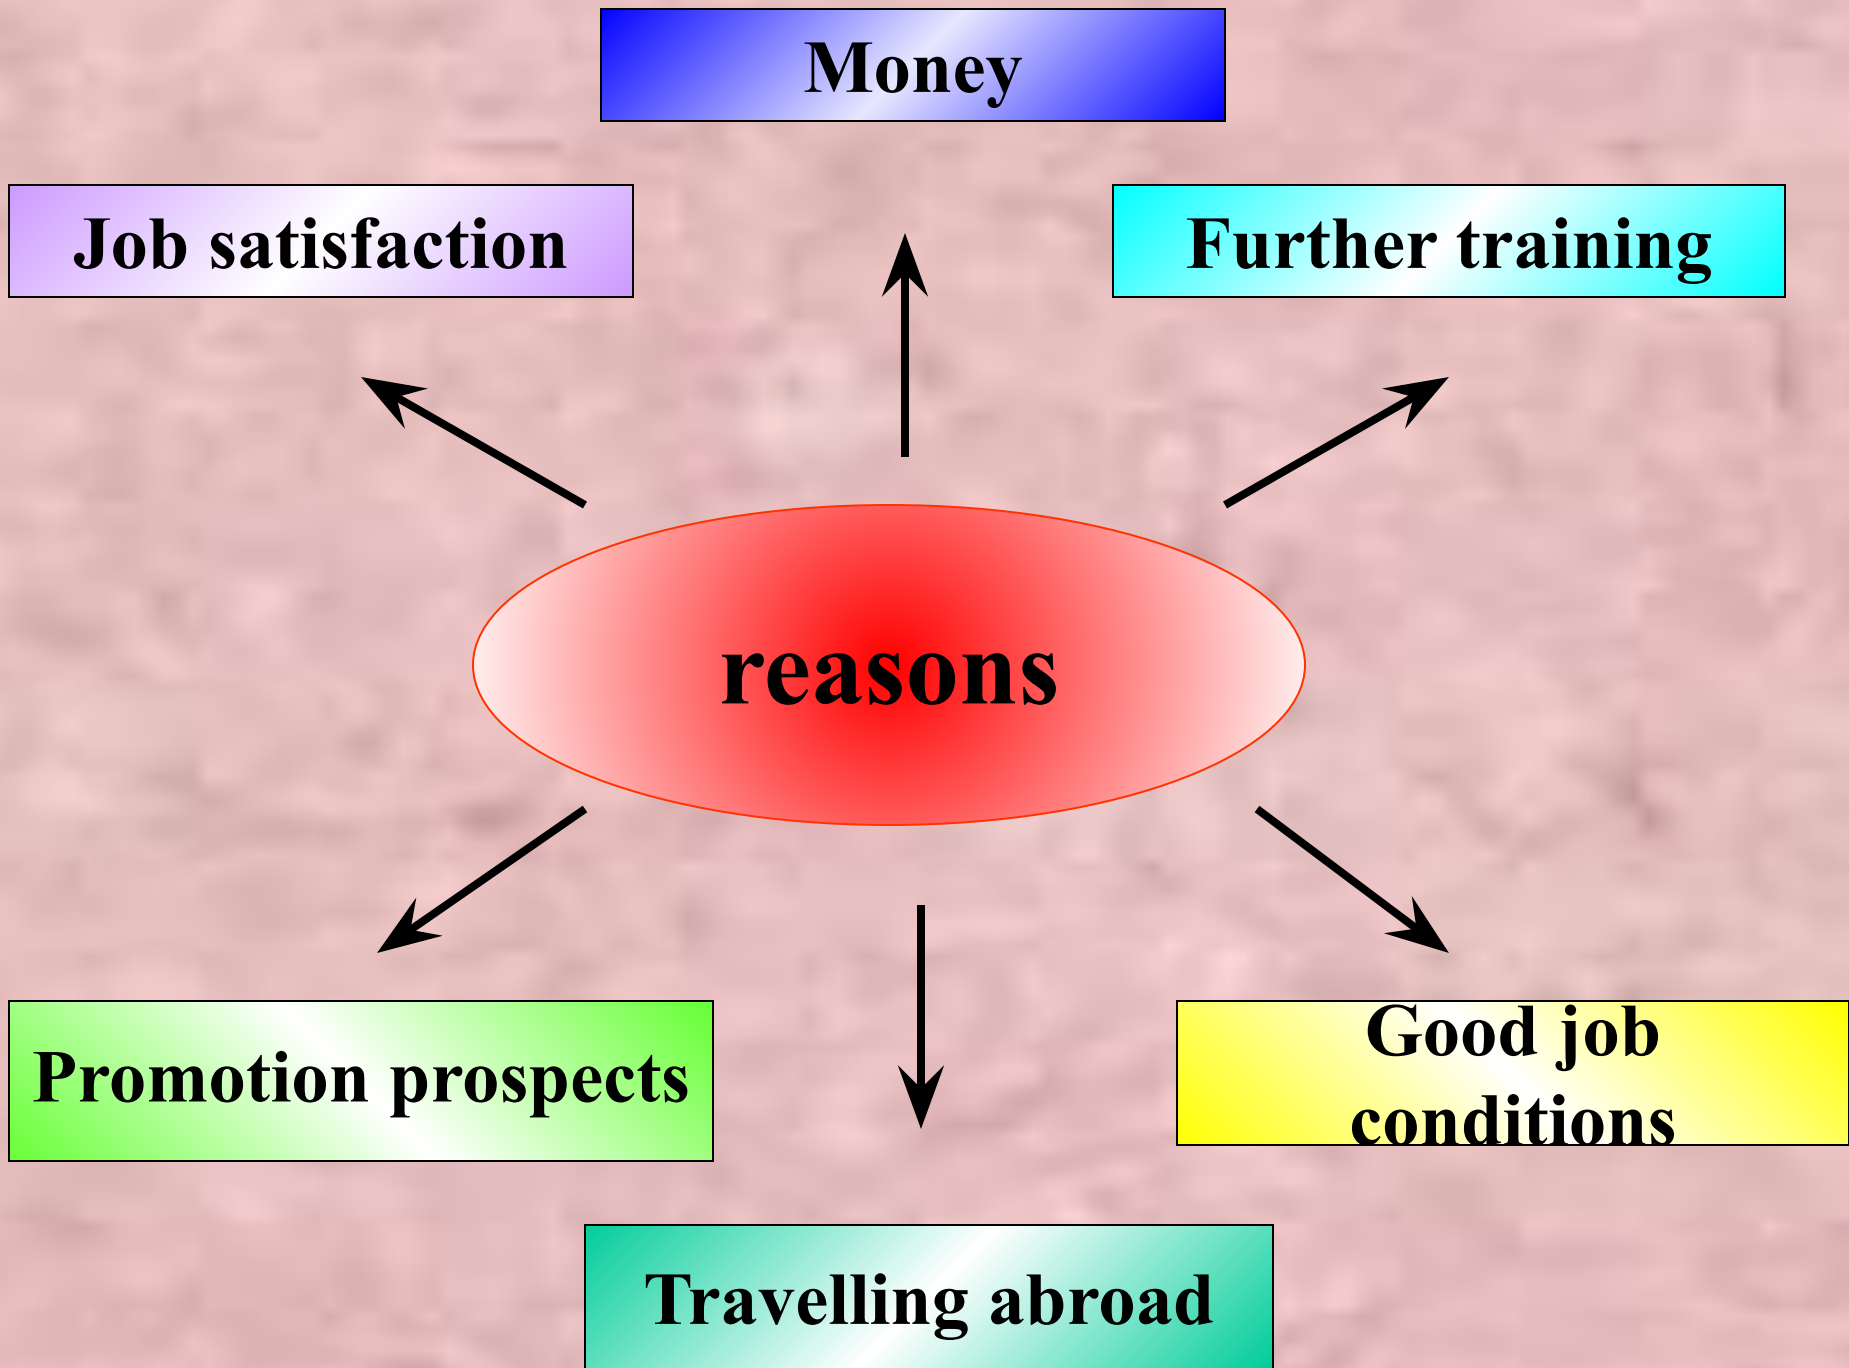 Money
Job satisfaction
Further training
reasons
Promotion prospects
Good job
conditions
Travelling abroad